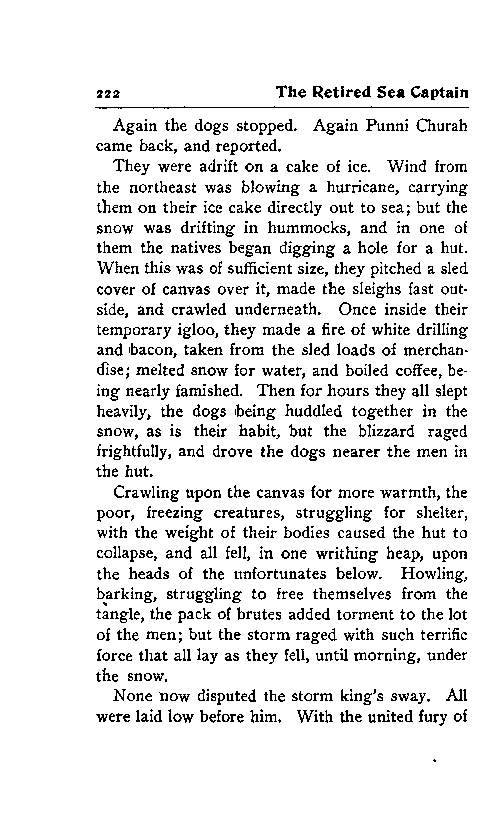 222 The Retired Sea Captain
Again the dogs stopped. Again Punni Churah
came back, and reported.
They were adrift on a cake of ice. Wind from
the northeast was blowing a hurricane, carrying
them on their ice cake directly out to sea; but the
snow was drifting in hummocks, and in one of
them the natives began digging a hole for a hut.
When this was of sufficient size, they pitched a sled
cover of canvas over it, made the sleighs fast out-
side, and crawled underneath. Once inside their
temporary igloo, they made a fire of white drilling
and bacon, taken from the sled loads of merchan-
dise; melted snow for water, and boiled coffee, be-
ing nearly famished. Then for hours they all slept
heavily, the dogs being huddled together in the
snow, as is their habit, but the blizzard raged
frightfully, and drove the dogs nearer the men in
the hut.
Crawling upon the canvas for more warmth, the
poor, freezing creatures, struggling for shelter,
with the weight of their bodies caused the hut to
collapse, and all fell, in one writhing heap, upon
the heads of the unfortunates below. Howling,
barking, struggling to free themselves from the
tangle, the pack of brutes added torment to the lot
of the men; but the storm raged with such terrific
force that all lay as they fell, until morning, under
the snow.
None now disputed the storm king's sway. All
were laid low before him. With the united fury of